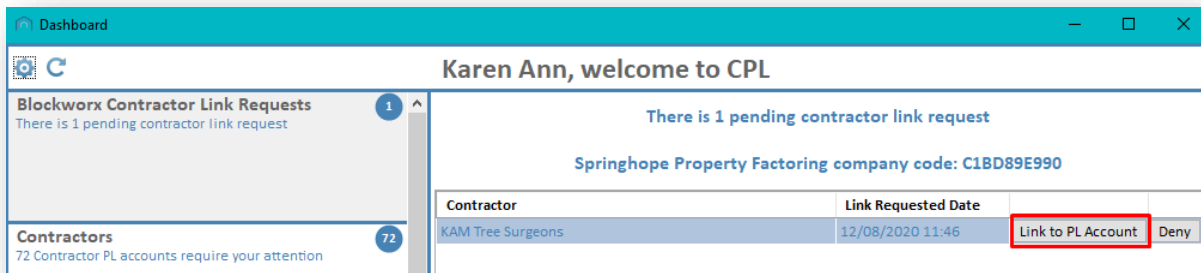 Dashboard
Karen Ann, welcome to CPL
Blockworx Contractor Link Requests 1
There is 1 pending contractor link request
Contractors 72
72 Contractor PL accounts require your attention
There is 1 pending contractor link request
Springhope Property Factoring company code: C1BD89E990
Contractor Link Requested Date
KAM Tree Surgeons 12/08/2020 11:46 Link to PL Account Deny